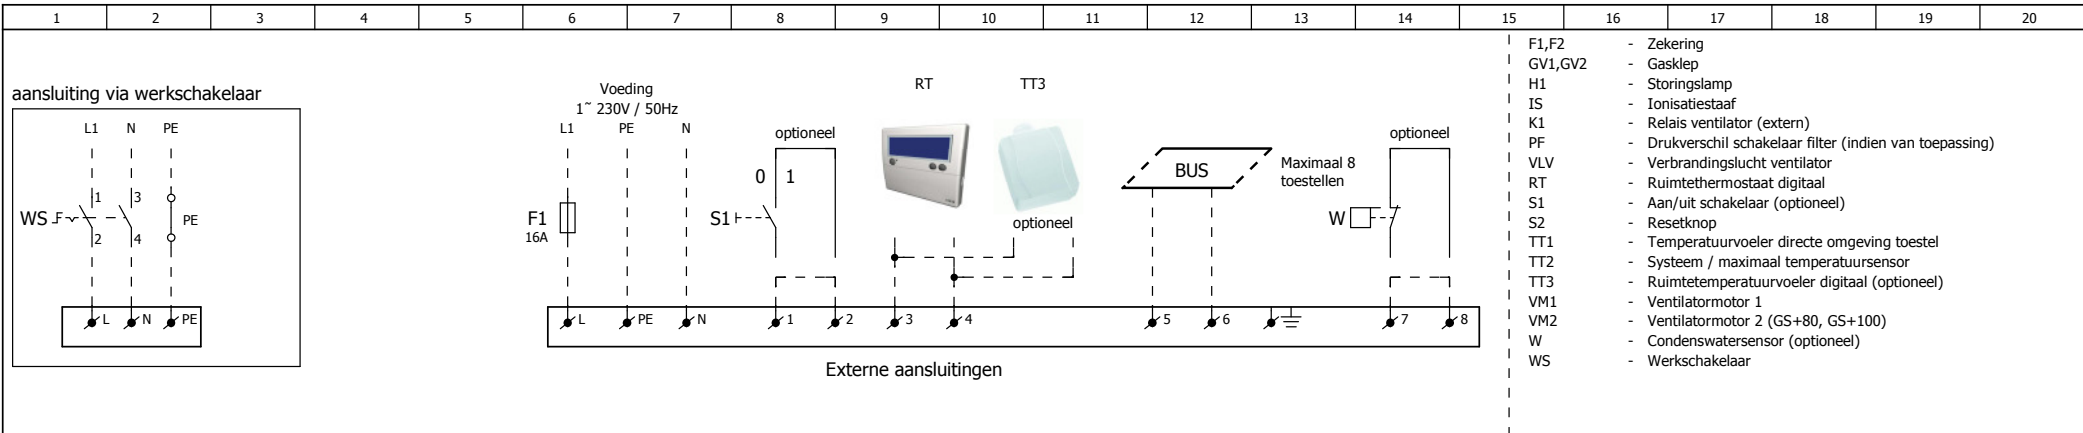 1 2 3 4 5 6 7 8 9 10 11 12 13 14 15 16 17 18 19 20
aansluiting via werkschakelaar
L1 N PE
WS
1 3
2 4
PE
L N PE
Voeding
1~ 230V / 50Hz
L1 PE N
F1
16A
optioneel
0 1
S1
RT TT3
optioneel
BUS
Maximaal 8
toestellen
optioneel
W
L PE N 1 2 3 4 5 6 7 8
Externe aansluitingen
F1,F2 - Zekering
GV1,GV2 - Gasklep
H1 - Storingslamp
IS - Ionisatiestaaf
K1 - Relais ventilator (extern)
PF - Drukverschil schakelaar filter (indien van toepassing)
VLV - Verbrandingslucht ventilator
RT - Ruimtethermostaat digitaal
S1 - Aan/uit schakelaar (optioneel)
S2 - Resetknop
TT1 - Temperatuurvoeler directe omgeving toestel
TT2 - Systeem / maximaal temperatuursensor
TT3 - Ruimtetemperatuurvoeler digitaal (optioneel)
VM1 - Ventilatormotor 1
VM2 - Ventilatormotor 2 (GS+80, GS+100)
W - Condenswatersensor (optioneel)
WS - Werkschakelaar